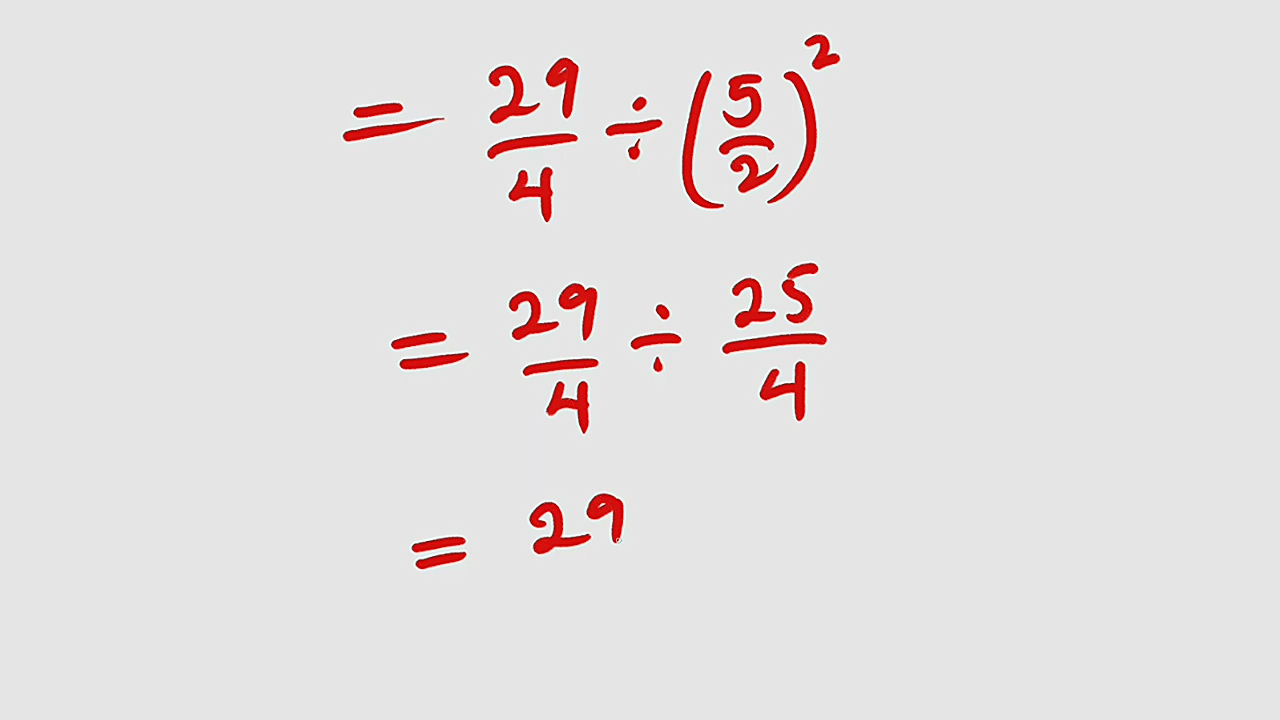 = 29/4 ÷ (5/2)²
= 29/4 ÷ 25/4
= 29